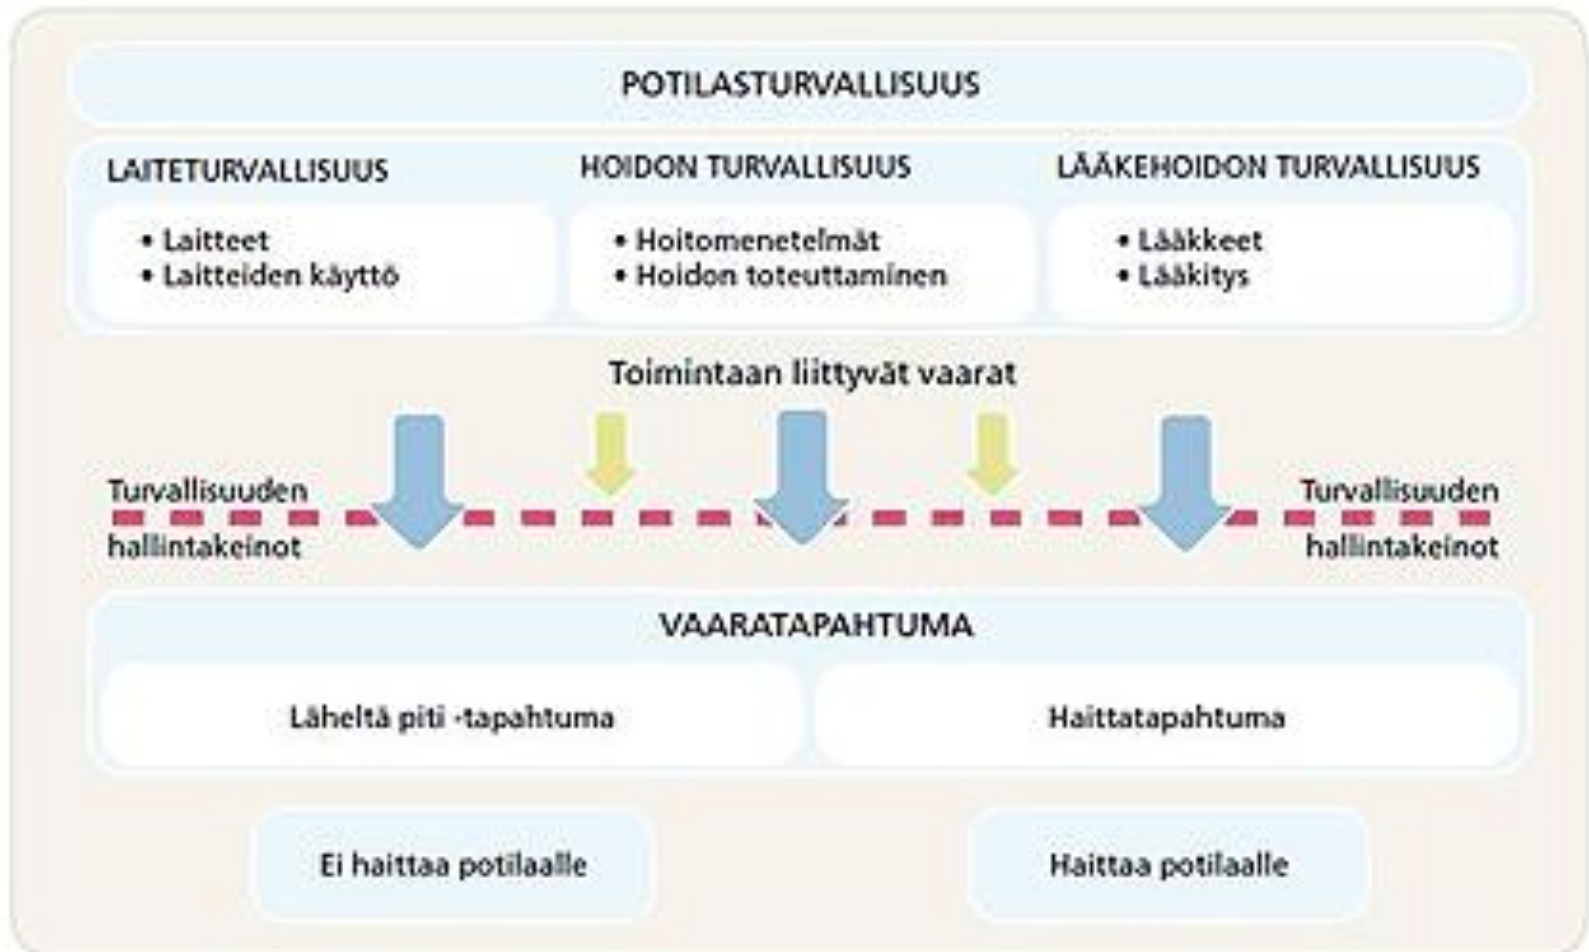 POTILASTURVALLISUUS
LAITETURVALLISUUS
• Laitteet
• Laitteiden käyttö
HOIDON TURVALLISUUS
• Hoitomenetelmät
• Hoidon toteuttaminen
LÄÄKEHOIDON TURVALLISUUS
• Lääkkeet
• Lääkitys
Toimintaan liittyvät vaarat
Turvallisuuden
hallintakeinot
Turvallisuuden
hallintakeinot
VAARATAPAHTUMA
Läheltä piti -tapahtuma
Haittatapahtuma
Ei haittaa potilaalle
Haittaa potilaalle